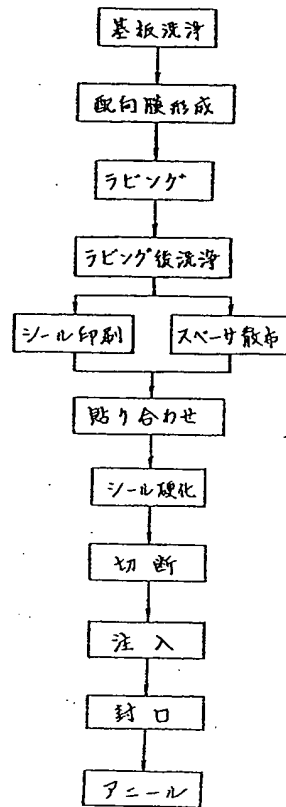 基板洗浄
配向膜形成
ラビング
ラビング後洗浄
シール印刷
スペーサ散布
貼り合わせ
シール硬化
切断
注入
封口
アニール